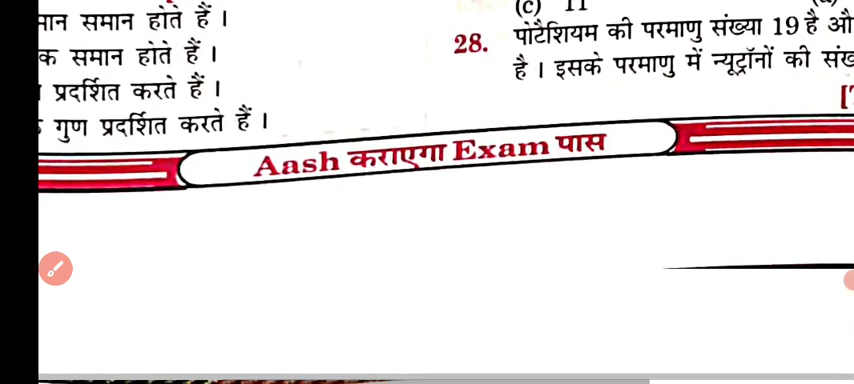 मान समान होते हैं ।
क समान होते हैं ।
प्रदर्शित करते हैं ।
गुण प्रदर्शित करते हैं ।
(c) 11
28. पोटैशियम की परमाणु संख्या 19 है
है । इसके परमाणु में न्यूट्रॉनों की
Aash कराएगा Exam पास